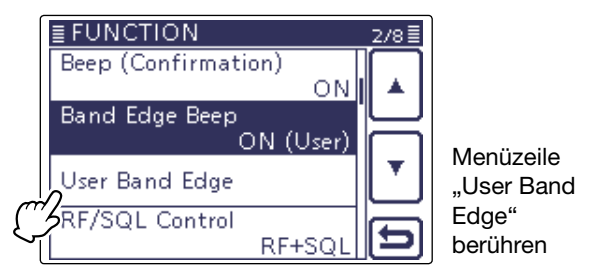 FUNCTION 2/8
Beep (Confirmation)
ON
Band Edge Beep
ON (User)
User Band Edge
RF/SQL Control
RF+SQL
Menüzeile
„User Band
Edge“
berühren